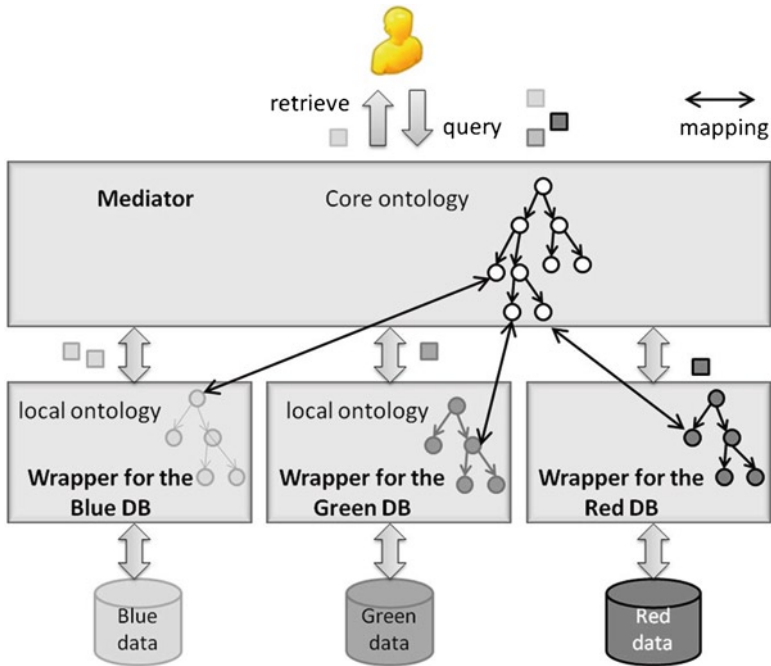 retrieve
query
mapping
Mediator
Core ontology
local ontology
Wrapper for the
Blue DB
local ontology
Wrapper for the
Green DB
Wrapper for the
Red DB
Blue
data
Green
data
Red
data